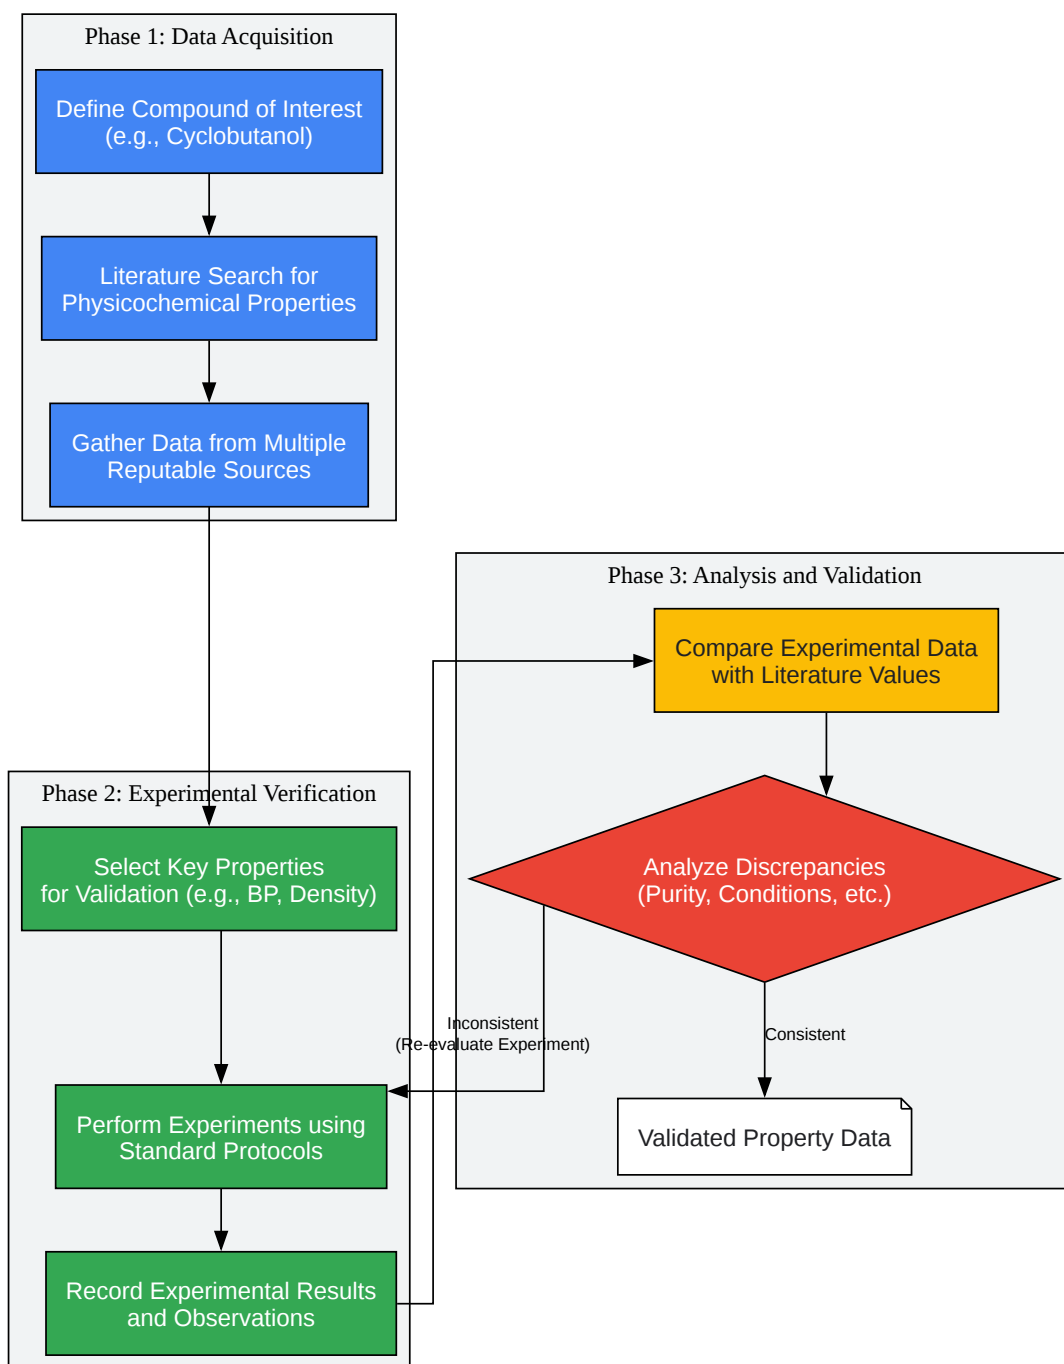 Phase 1: Data Acquisition
Define Compound of Interest
(e.g., Cyclobutanol)
Literature Search for
Physicochemical Properties
Gather Data from Multiple
Reputable Sources
Phase 2: Experimental Verification
Select Key Properties
for Validation (e.g., BP, Density)
Perform Experiments using
Standard Protocols
Record Experimental Results
and Observations
Phase 3: Analysis and Validation
Compare Experimental Data
with Literature Values
Analyze Discrepancies
(Purity, Conditions, etc.)
Inconsistent
(Re-evaluate Experiment)
Consistent
Validated Property Data